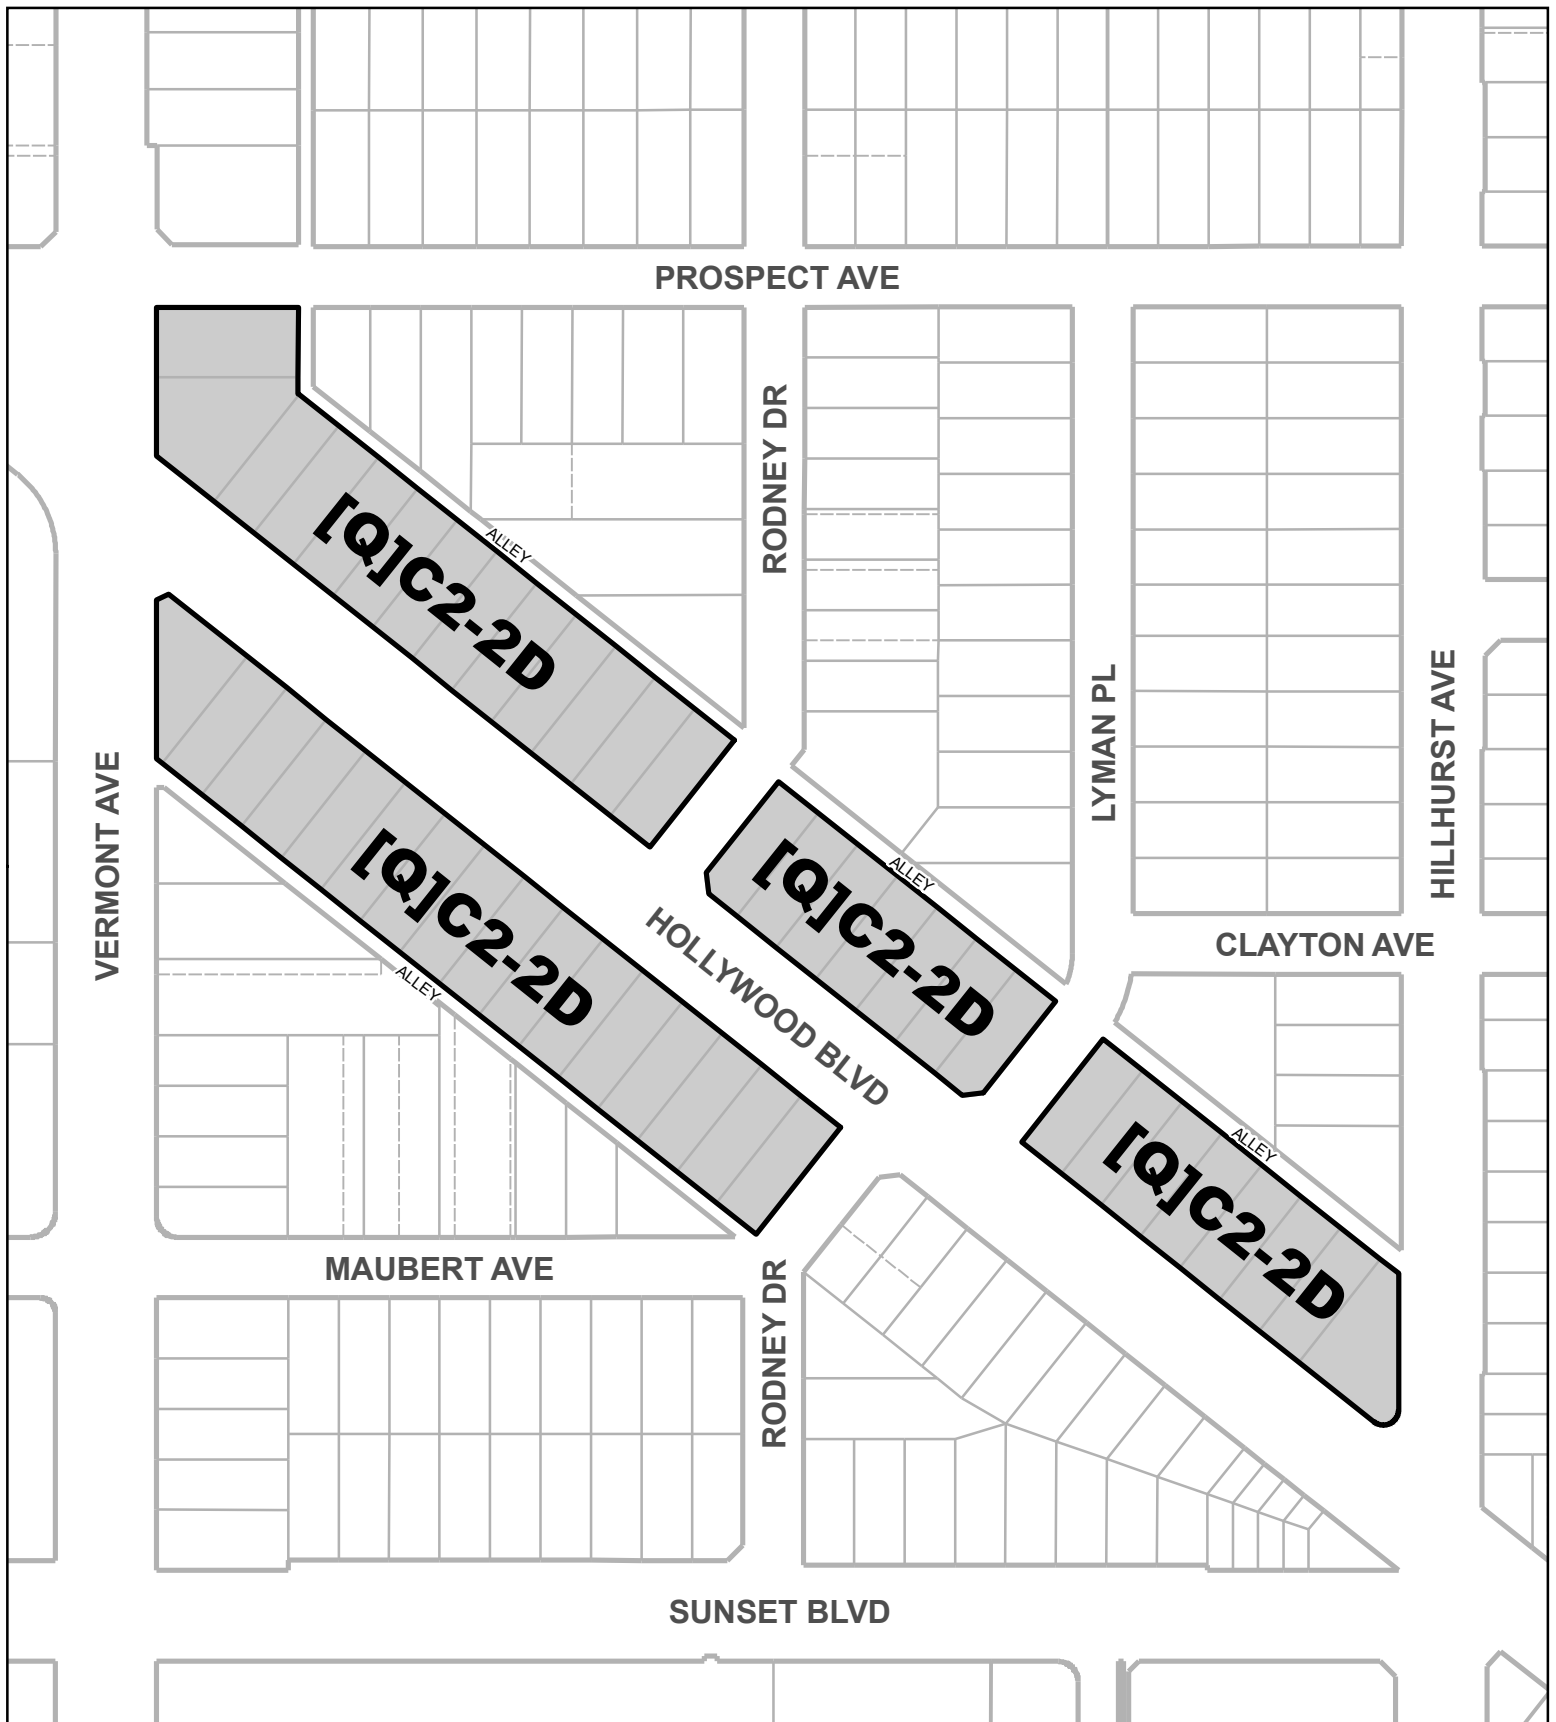 PROSPECT AVE
RODNEY DR
[Q]C2-2D
ALLEY
LYMAN PL
HILLHURST AVE
VERMONT AVE
[Q]C2-2D
ALLEY
HOLLYWOOD BLVD
[Q]C2-2D
ALLEY
CLAYTON AVE
[Q]C2-2D
ALLEY
MAUBERT AVE
RODNEY DR
SUNSET BLVD